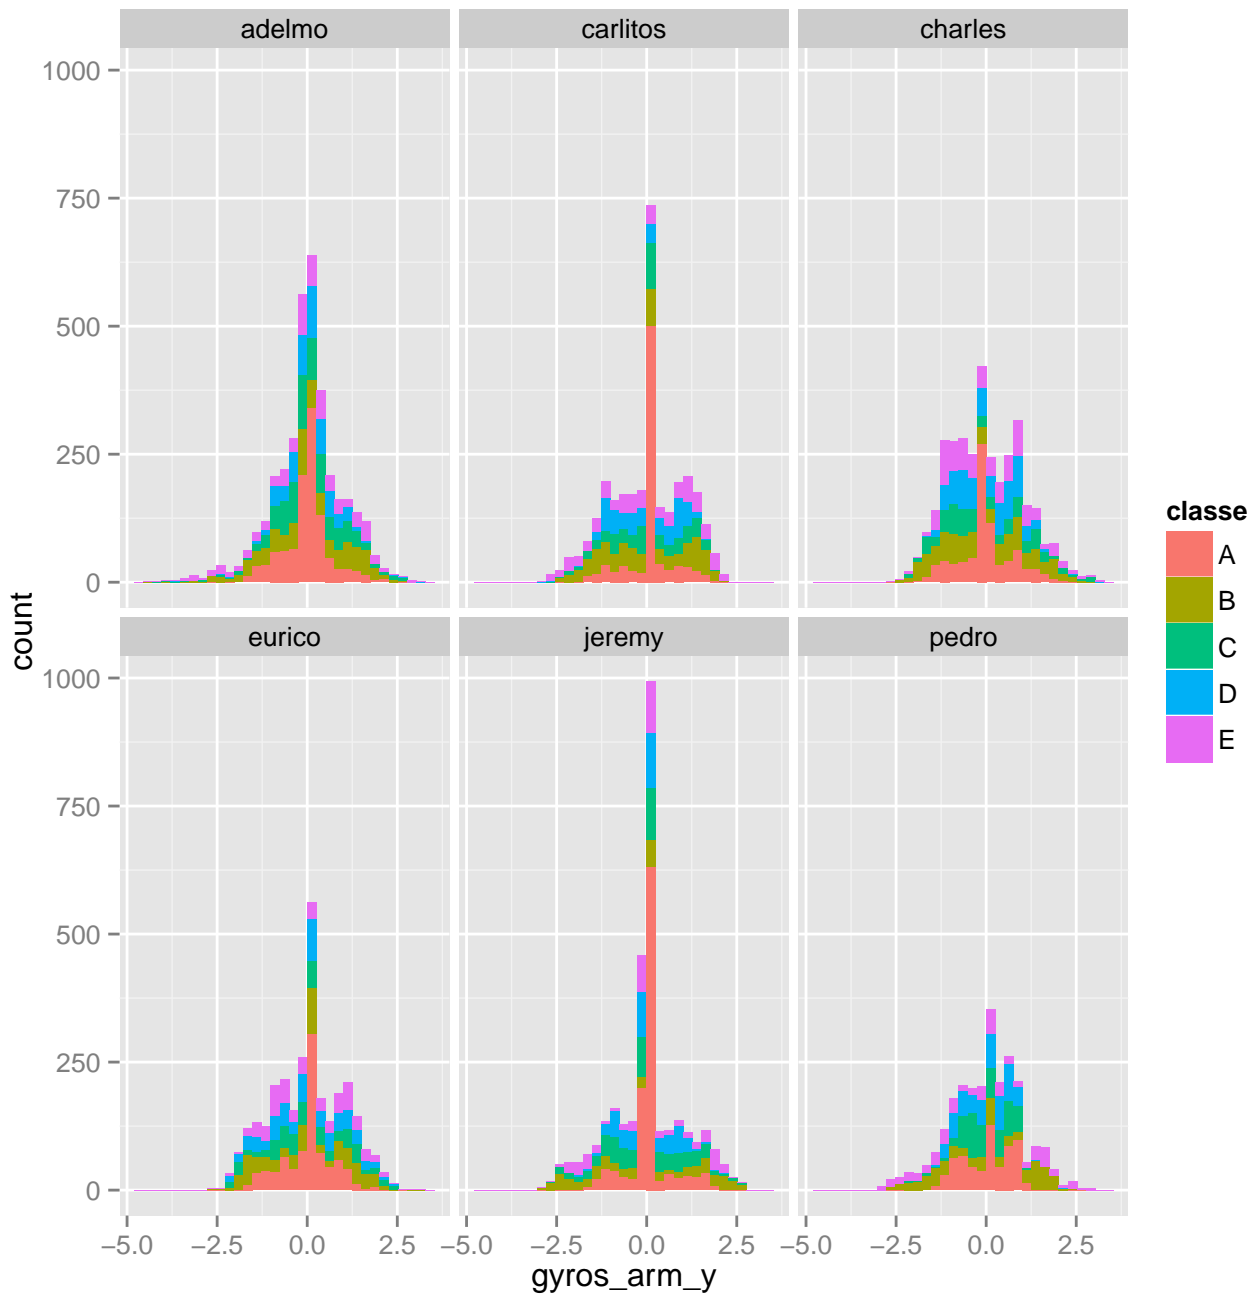 adelmo carlitos charles
1000
750
500
250
0
eurico jeremy pedro
1000
750
500
250
0
−5.0 −2.5 0.0 2.5 −5.0 −2.5 0.0 2.5 −5.0 −2.5 0.0 2.5
gyros_arm_y
count
classe
A
B
C
D
E